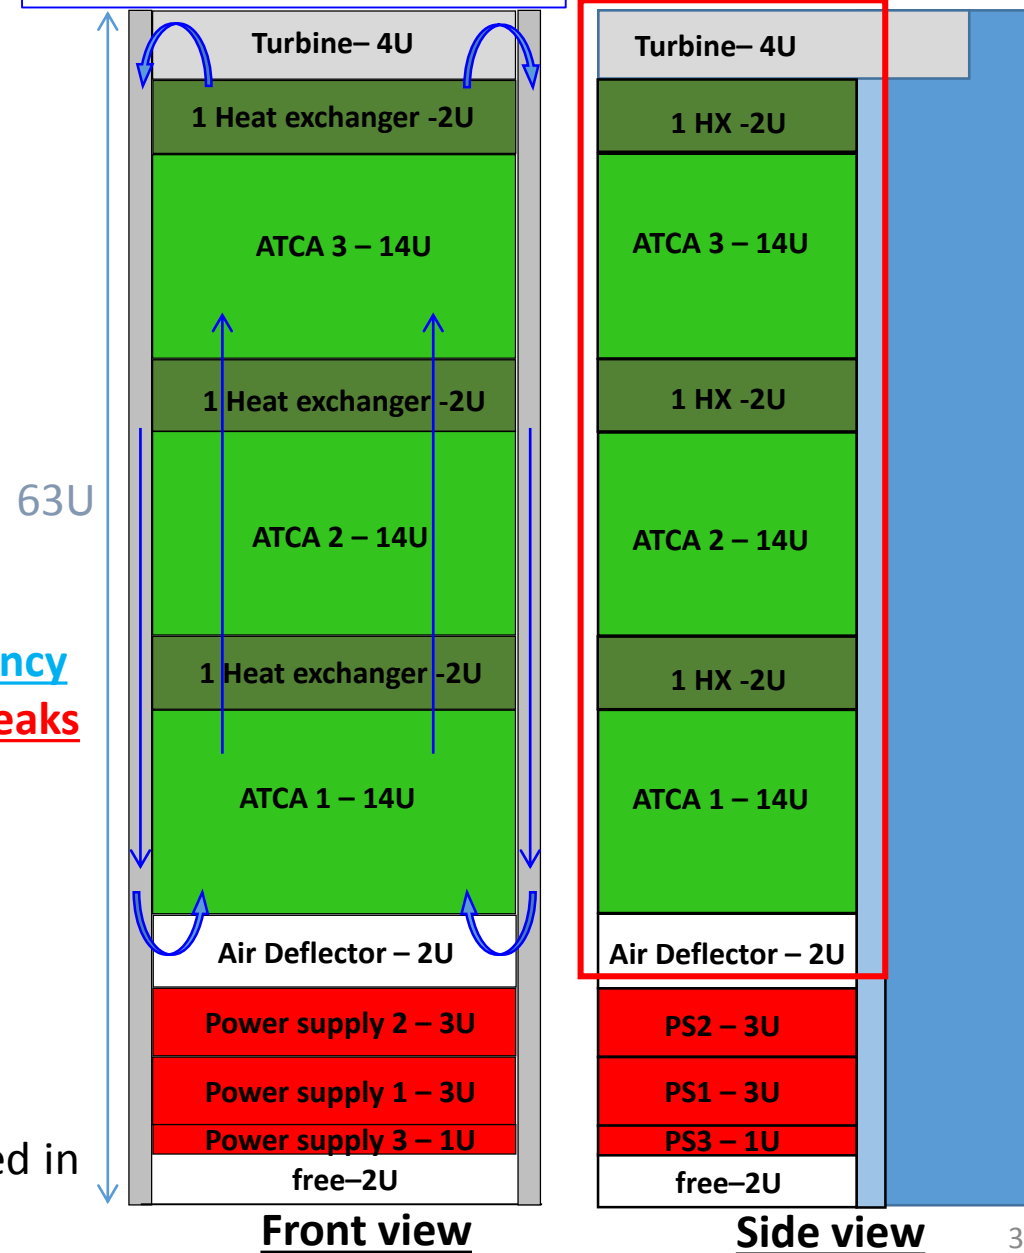 Turbine– 4U
1 Heat exchanger -2U
ATCA 3 – 14U
1 Heat exchanger -2U
63U
ATCA 2 – 14U
ency
1 Heat exchanger -2U
eaks
ATCA 1 – 14U
Air Deflector – 2U
Power supply 2 – 3U
Power supply 1 – 3U
Power supply 3 – 1U
ed in
free–2U
Front view
Turbine– 4U
1 HX -2U
ATCA 3 – 14U
1 HX -2U
ATCA 2 – 14U
1 HX -2U
ATCA 1 – 14U
Air Deflector – 2U
PS2 – 3U
PS1 – 3U
PS3 – 1U
free–2U
Side view
3